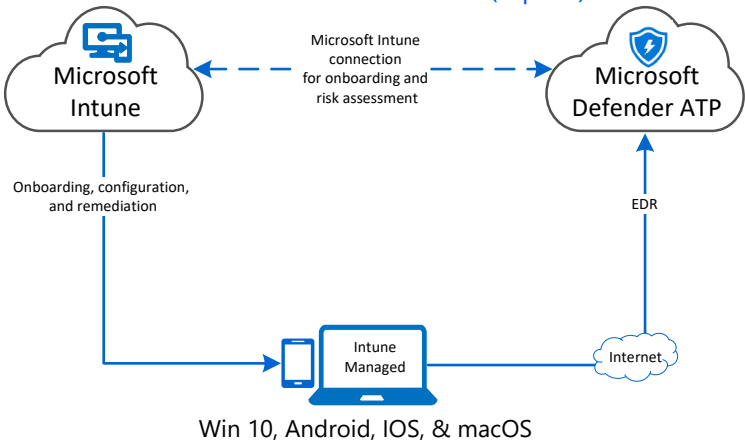 Microsoft
Intune
Microsoft Intune
connection
for onboarding and
risk assessment
Microsoft
Defender ATP
Onboarding, configuration,
and remediation
EDR
Intune
Managed
Internet
Win 10, Android, IOS, & macOS